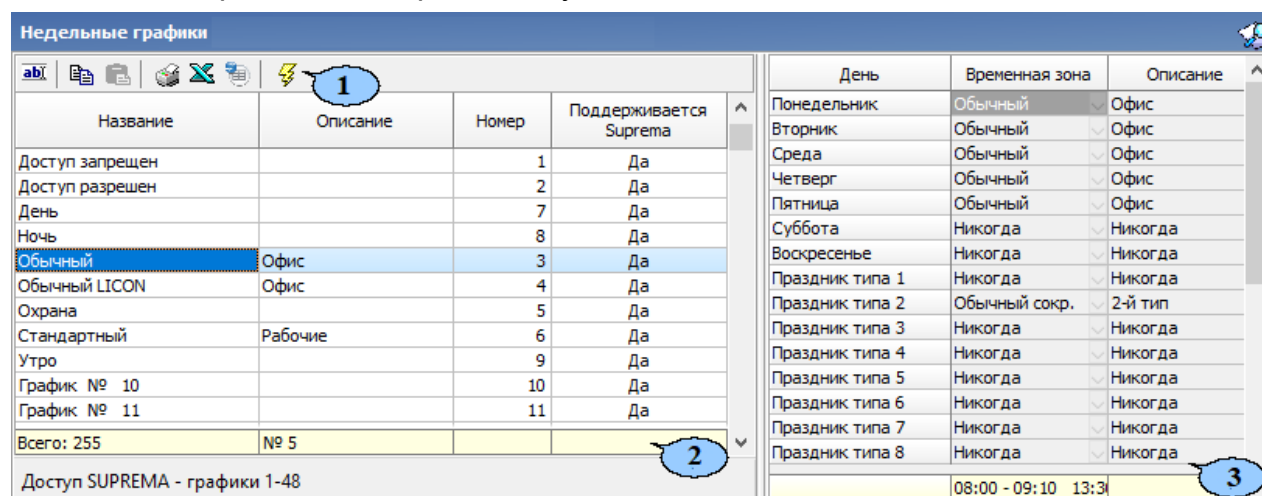 Недельные графики
abI
1
Название Описание Номер Поддерживается Suprema
Доступ запрещен 1 Да
Доступ разрешен 2 Да
День 7 Да
Ночь 8 Да
Обычный Офис 3 Да
Обычный LICON Офис 4 Да
Охрана 5 Да
Стандартный Рабочие 6 Да
Утро 9 Да
График № 10 10 Да
График № 11 11 Да
Всего: 255 № 5
2
Доступ SUPREMA - графики 1-48
День Временная зона Описание
Понедельник Обычный Офис
Вторник Обычный Офис
Среда Обычный Офис
Четверг Обычный Офис
Пятница Обычный Офис
Суббота Никогда Никогда
Воскресенье Никогда Никогда
Праздник типа 1 Никогда Никогда
Праздник типа 2 Обычный сокр. 2-й тип
Праздник типа 3 Никогда Никогда
Праздник типа 4 Никогда Никогда
Праздник типа 5 Никогда Никогда
Праздник типа 6 Никогда Никогда
Праздник типа 7 Никогда Никогда
Праздник типа 8 Никогда Никогда
3
08:00 - 09:10